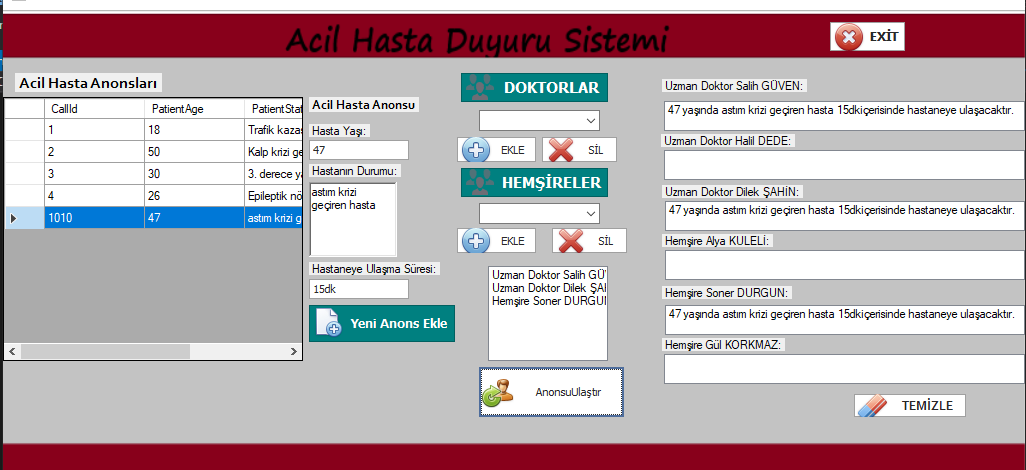 Acil Hasta Duyuru Sistemi
EXİT
Acil Hasta Anonsları
CallId PatientAge PatientStat
1 18 Trafik kazas
2 50 Kalp krizi ge
3 30 3. derece ya
4 26 Epileptik nö
1010 47 astım krizi g
Acil Hasta Anonsu
Hasta Yaşı:
47
Hastanın Durumu:
astım krizi
geçiren hasta
Hastaneye Ulaşma Süresi:
15dk
Yeni Anons Ekle
DOKTORLAR
EKLE
SİL
HEMŞİRELER
EKLE
SİL
Uzman Doktor Salih GÜV
Uzman Doktor Dilek ŞAH
Hemşire Soner DURGUN
AnonsuUlaştır
Uzman Doktor Salih GÜVEN:
47 yaşında astım krizi geçiren hasta 15dkiçerisinde hastaneye ulaşacaktır.
Uzman Doktor Halil DEDE:
Uzman Doktor Dilek ŞAHİN:
47 yaşında astım krizi geçiren hasta 15dkiçerisinde hastaneye ulaşacaktır.
Hemşire Alya KULELİ:
Hemşire Soner DURGUN:
47 yaşında astım krizi geçiren hasta 15dkiçerisinde hastaneye ulaşacaktır.
Hemşire Gül KORKMAZ:
TEMİZLE